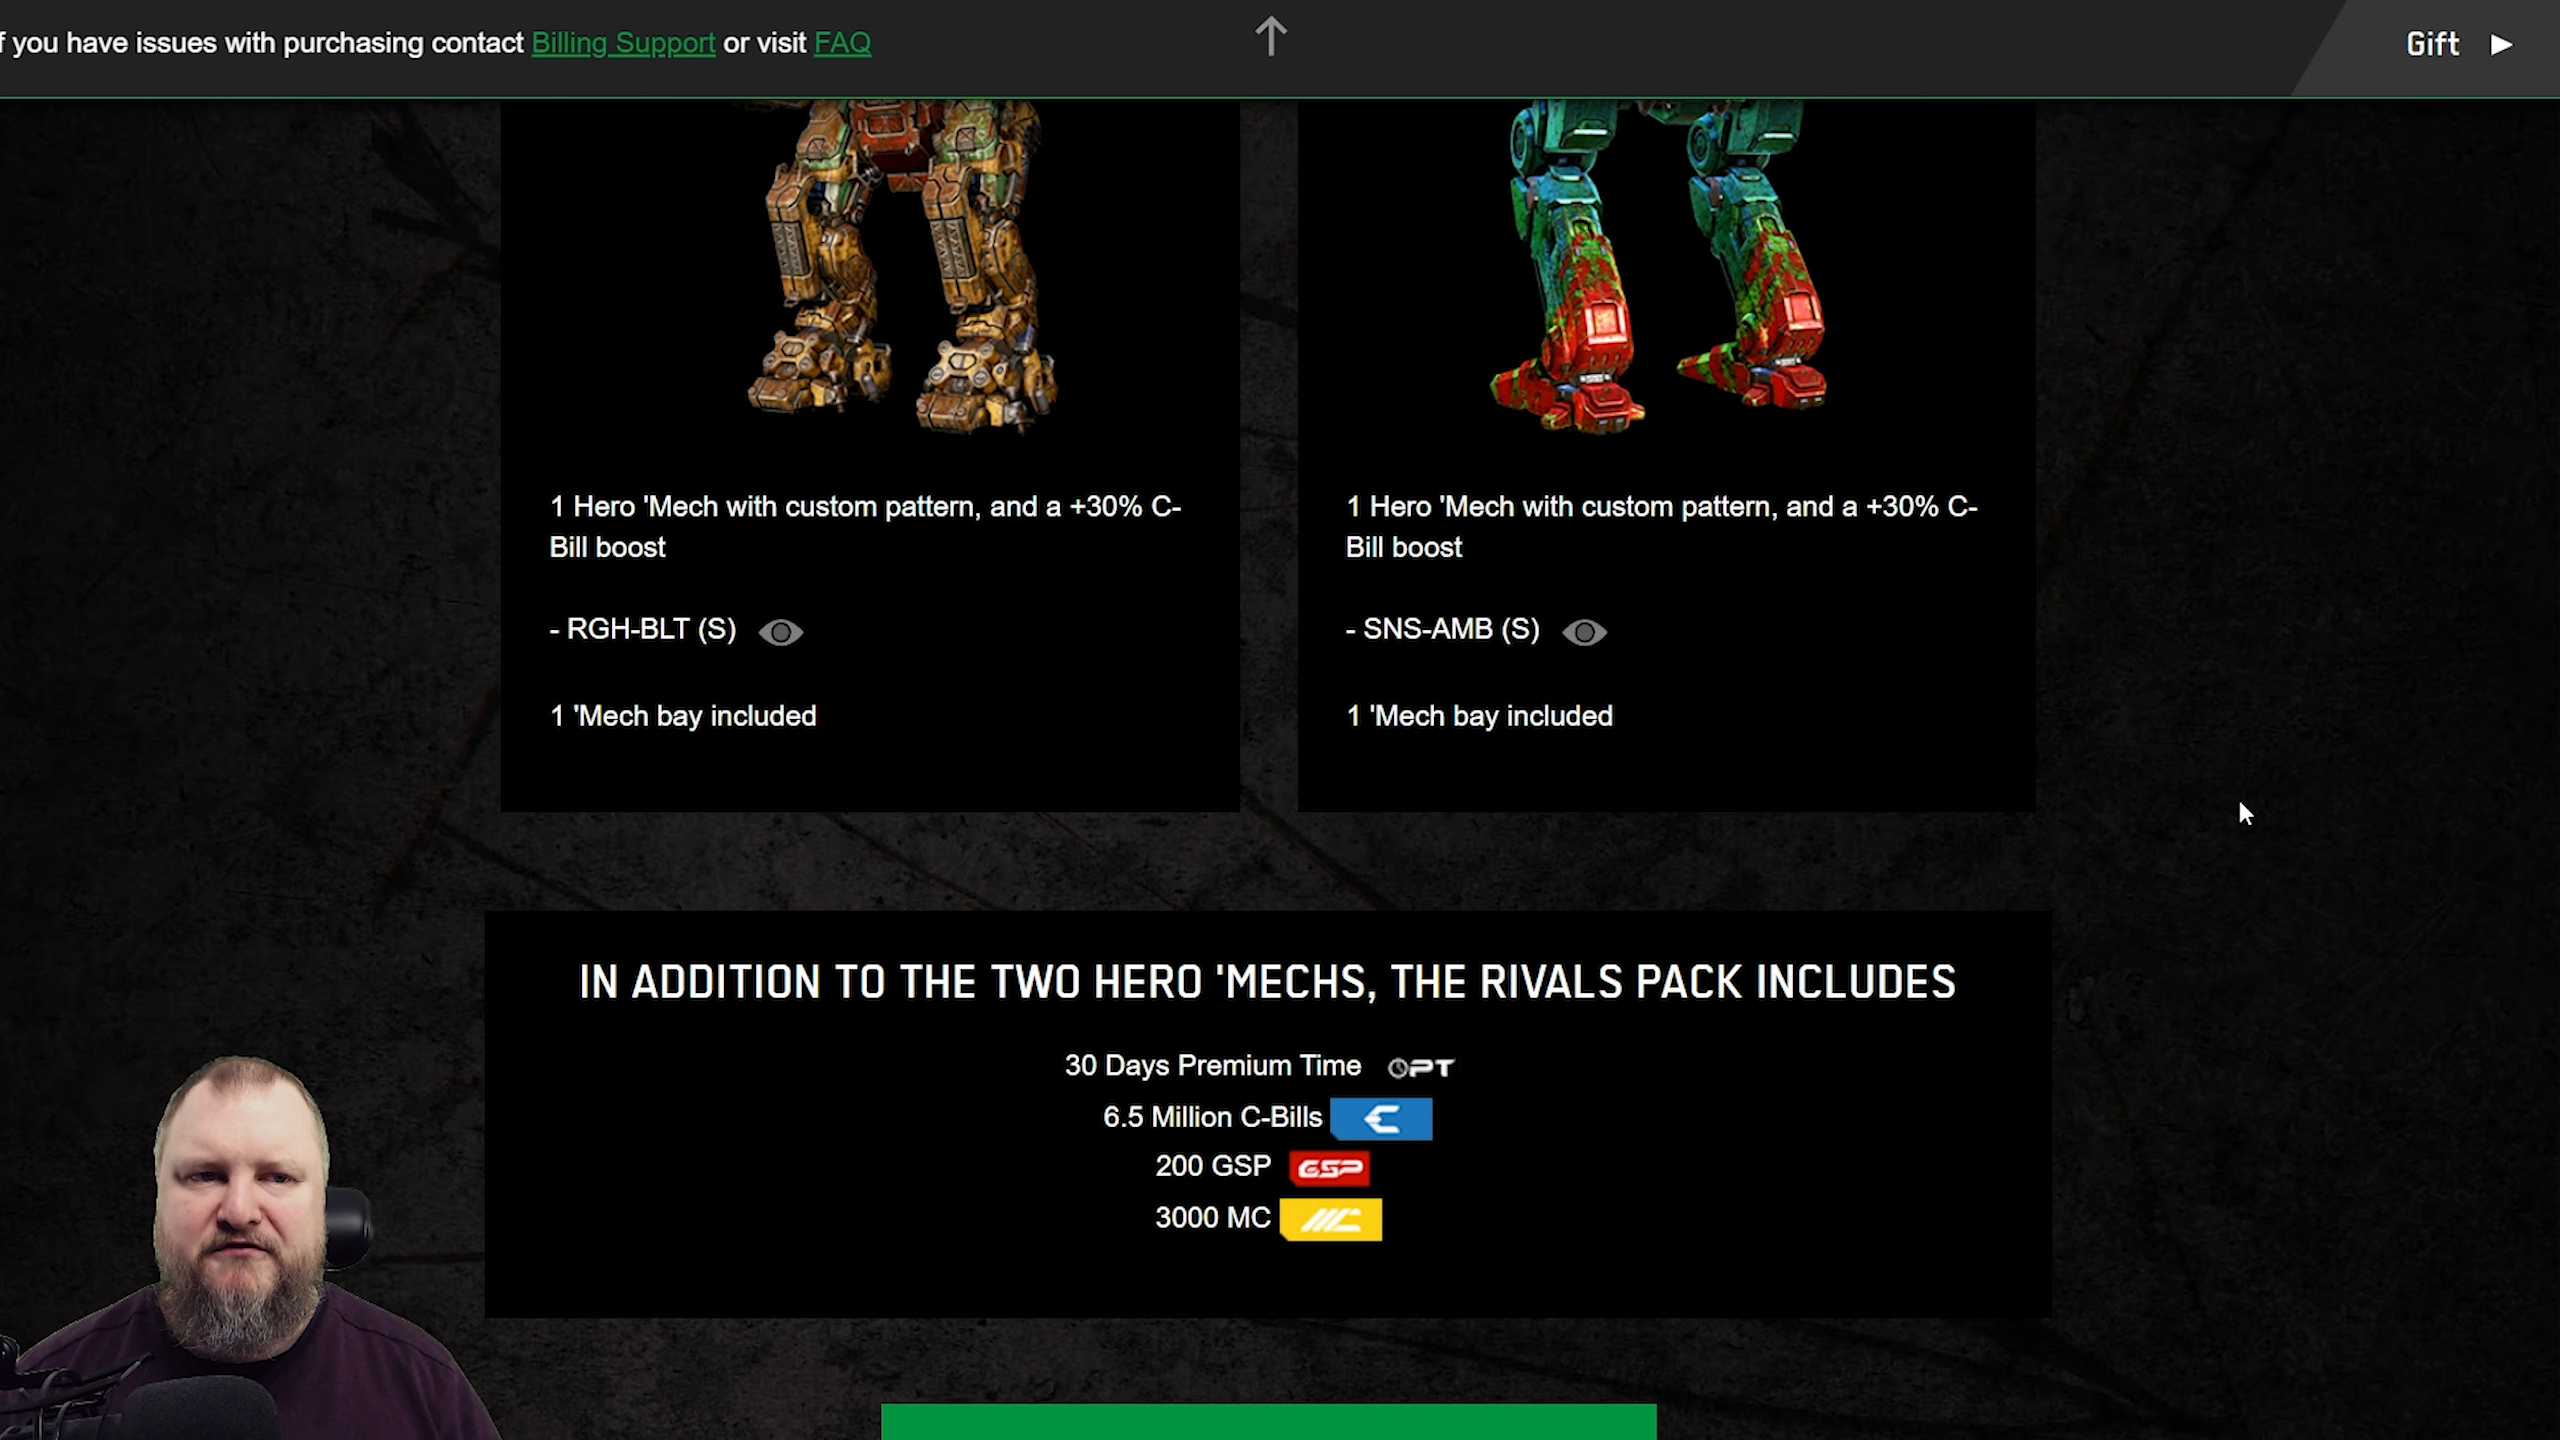 f you have issues with purchasing contact Billing Support or visit FAQ
Gift
1 Hero 'Mech with custom pattern, and a +30% C-
Bill boost
- RGH-BLT (S)
1 'Mech bay included
1 Hero 'Mech with custom pattern, and a +30% C-
Bill boost
- SNS-AMB (S)
1 'Mech bay included
IN ADDITION TO THE TWO HERO 'MECHS, THE RIVALS PACK INCLUDES
30 Days Premium Time PT
6.5 Million C-Bills C
200 GSP GSP
3000 MC MC